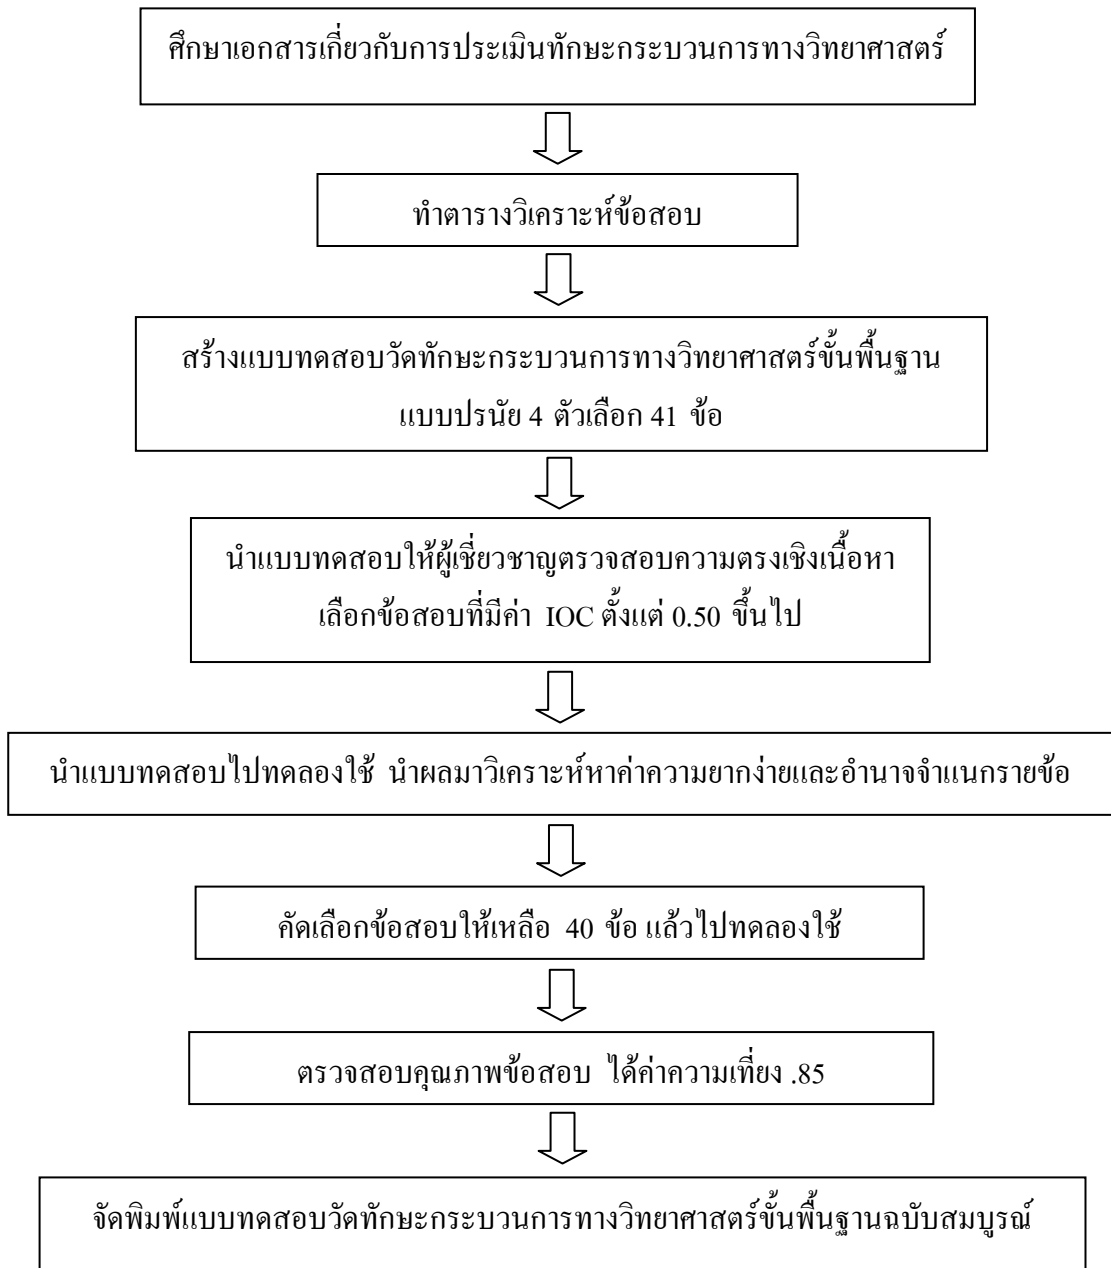 ศึกษาเอกสารเกี่ยวกับการประเมินทักษะกระบวนการทางวิทยาศาสตร์
ทำตารางวิเคราะห์ข้อสอบ
สร้างแบบทดสอบวัดทักษะกระบวนการทางวิทยาศาสตร์ขั้นพื้นฐาน
แบบปรนัย 4 ตัวเลือก 41 ข้อ
นำแบบทดสอบให้ผู้เชี่ยวชาญตรวจสอบความตรงเชิงเนื้อหา
เลือกข้อสอบที่มีค่า IOC ตั้งแต่ 0.50 ขึ้นไป
นำแบบทดสอบไปทดลองใช้ นำผลมาวิเคราะห์หาค่าความยากง่ายและอำนาจจำแนกรายข้อ
คัดเลือกข้อสอบให้เหลือ 40 ข้อ แล้วไปทดลองใช้
ตรวจสอบคุณภาพข้อสอบ ได้ค่าความเที่ยง .85
จัดพิมพ์แบบทดสอบวัดทักษะกระบวนการทางวิทยาศาสตร์ขั้นพื้นฐานฉบับสมบูรณ์